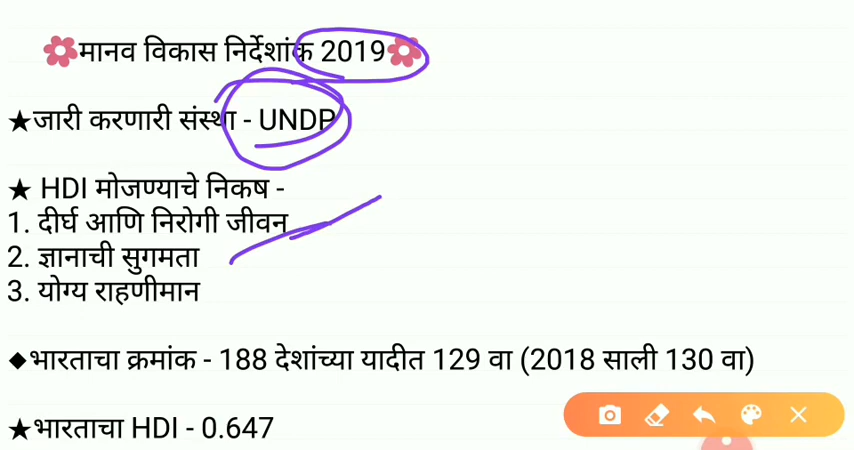 मानव विकास निर्देशांक 2019
★जारी करणारी संस्था - UNDP
★ HDI मोजण्याचे निकष -
1. दीर्घ आणि निरोगी जीवन
2. ज्ञानाची सुगमता
3. योग्य राहणीमान
◆भारताचा क्रमांक - 188 देशांच्या यादीत 129 वा (2018 साली 130 वा)
★भारताचा HDI - 0.647